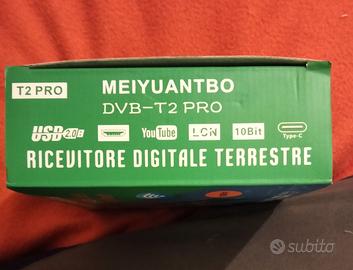 T2 PRO
MEIYUANTBO
DVB-T2 PRO
USB 2.0 YouTube LCN 10Bit Type-C
RICEVITORE DIGITALE TERRESTRE
subito